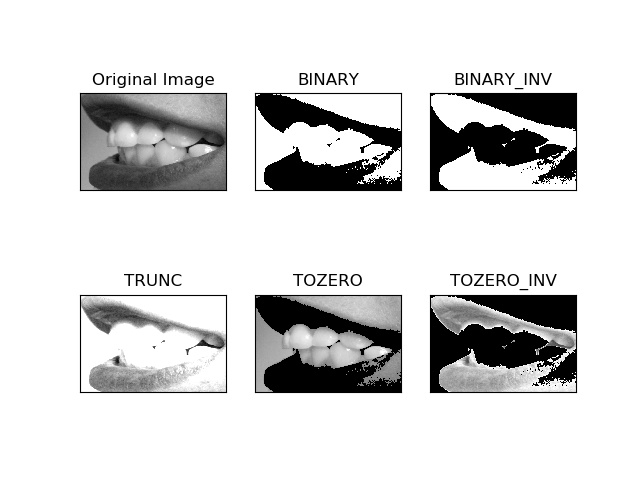 Original Image
BINARY
BINARY_INV
TRUNC
TOZERO
TOZERO_INV